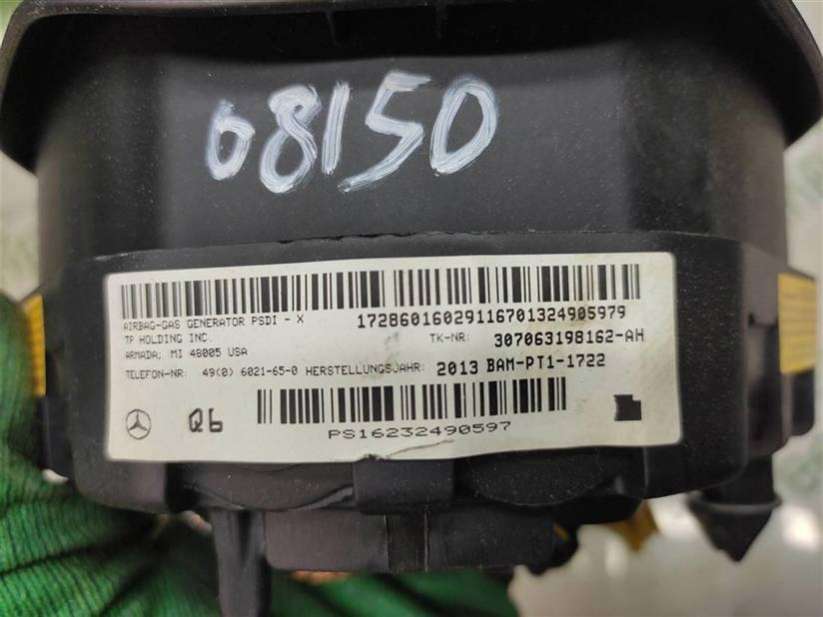 08150
AIRBAG-GAS GENERATOR PSDI - X
17286016029116701324905979
TP HOLDING INC.
TK-NR: 307063198162-AH
ARMADA, MI 48005 USA
TELEFON-NR: 49(0) 6021-65-0 HERSTELLUNGSJAHR: 2013 BAM-PT1-1722
Q6
PS16232490597